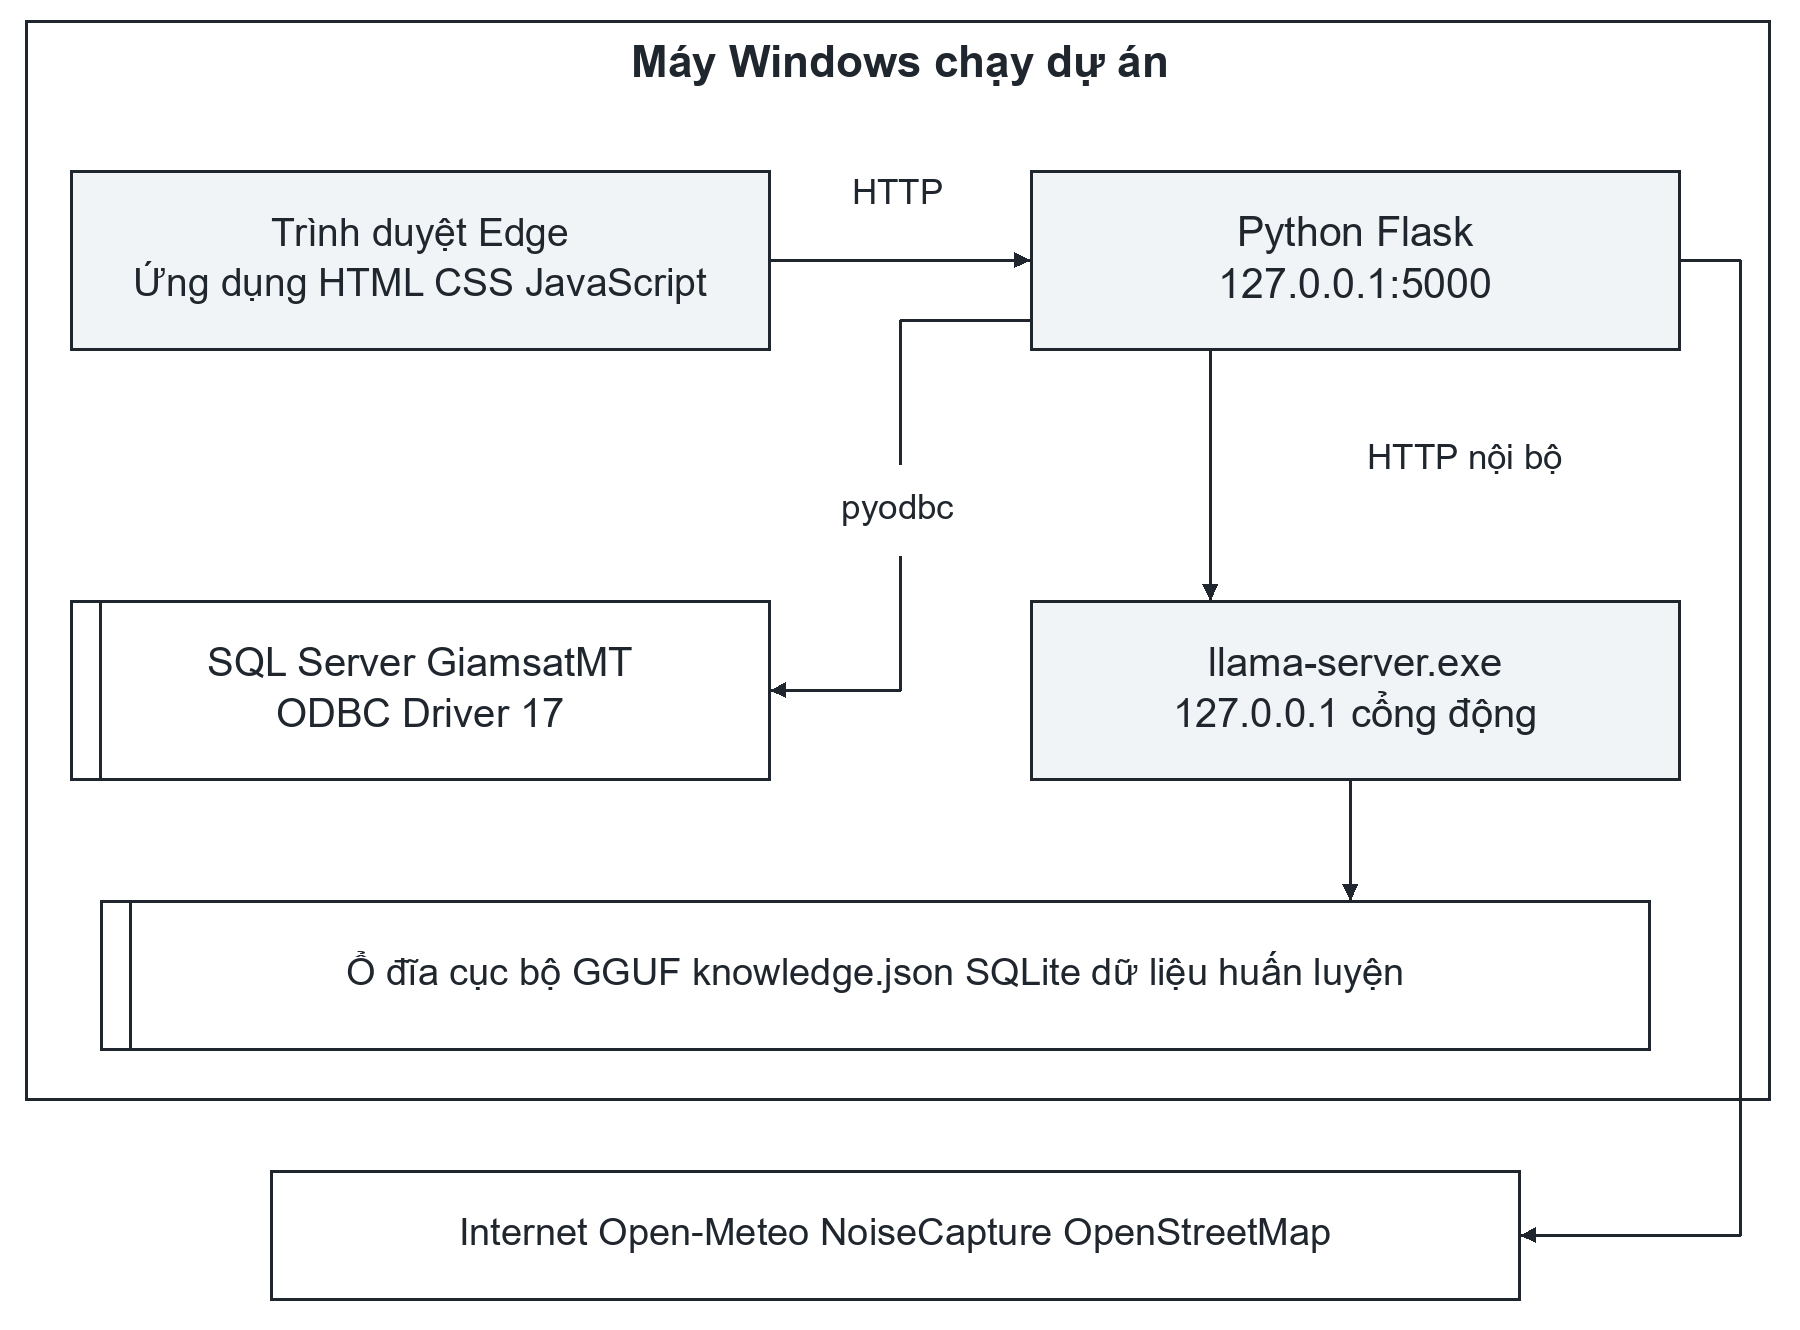 Máy Windows chạy dự án
Trình duyệt Edge
Ứng dụng HTML CSS JavaScript
HTTP
Python Flask
127.0.0.1:5000
HTTP nội bộ
pyodbc
SQL Server GiamsatMT
ODBC Driver 17
llama-server.exe
127.0.0.1 cổng động
Ổ đĩa cục bộ GGUF knowledge.json SQLite dữ liệu huấn luyện
Internet Open-Meteo NoiseCapture OpenStreetMap